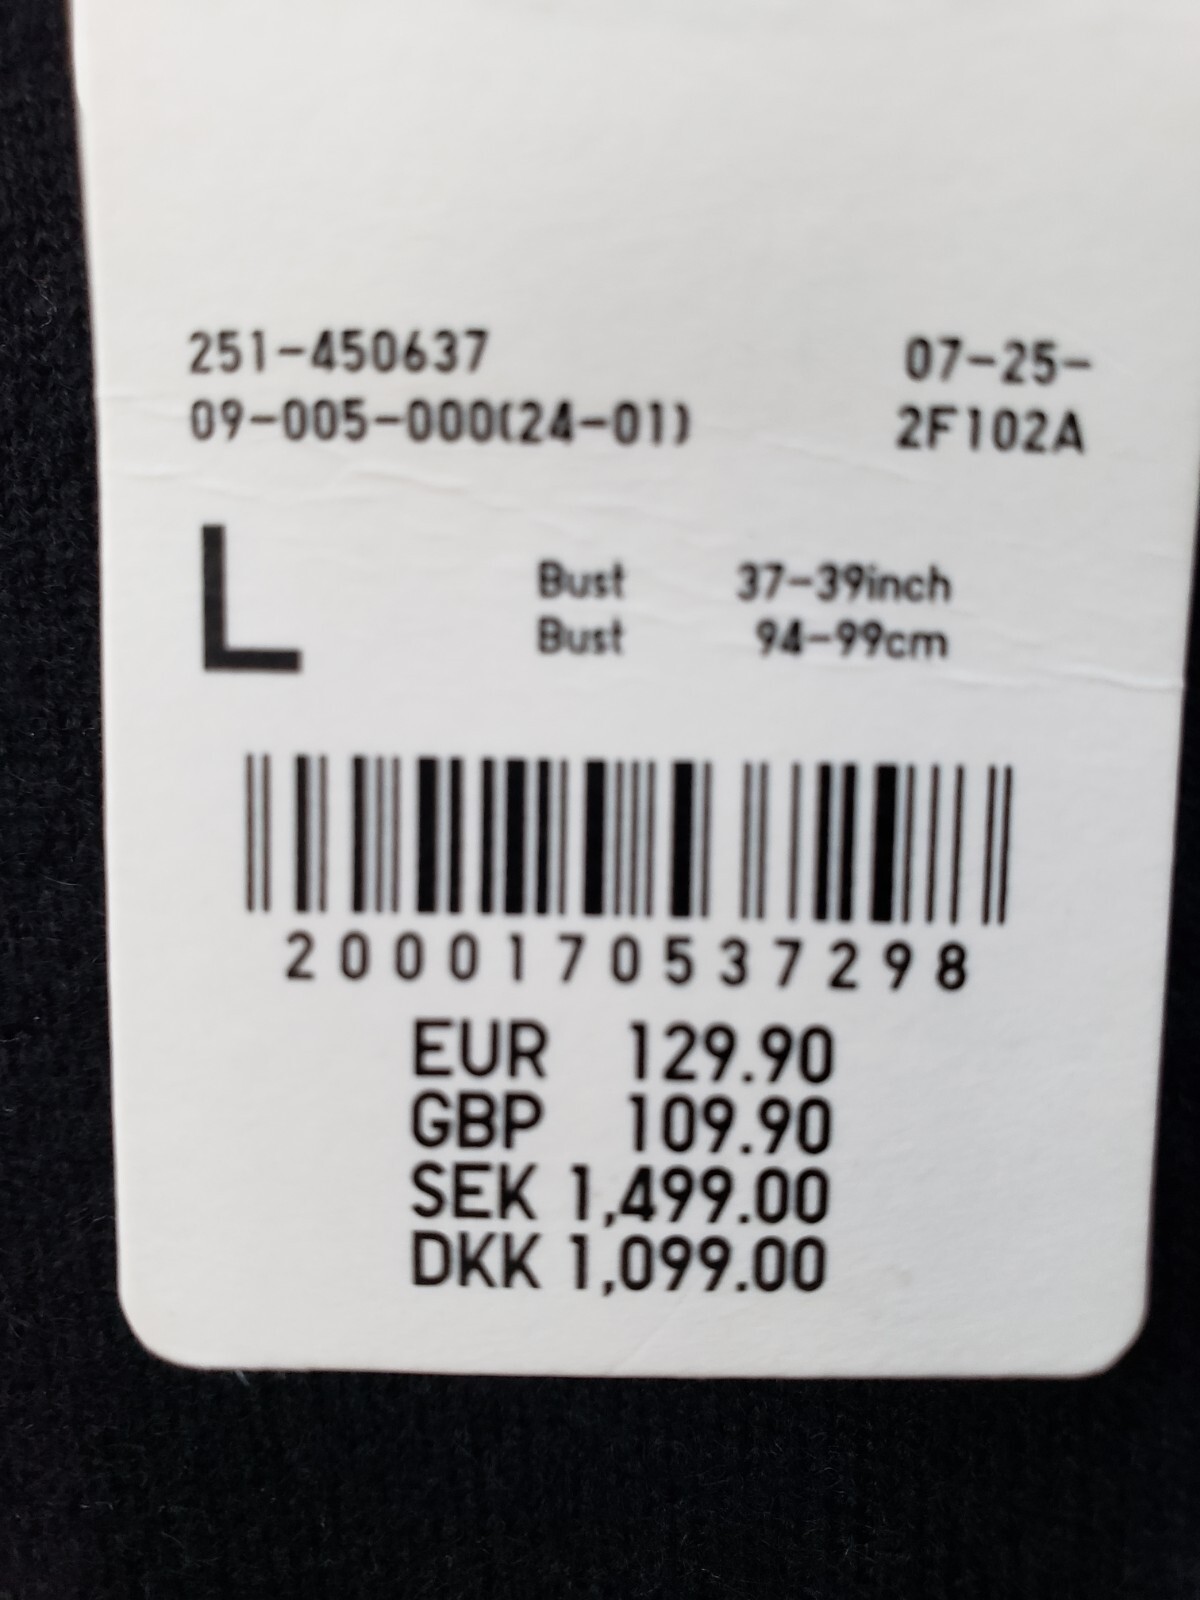 251-450637 07-25-
09-005-000(24-01) 2F102A
L
Bust 37-39inch
Bust 94-99cm
2000170537298
EUR 129.90
GBP 109.90
SEK 1,499.00
DKK 1,099.00